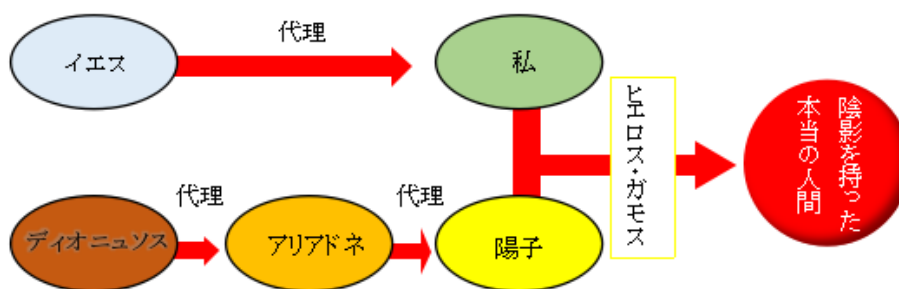 代理
イエス
私
ヒエロス・ガモス
陰影を持った
本当の人間
代理
代理
ディオニュソス
アリアドネ
陽子